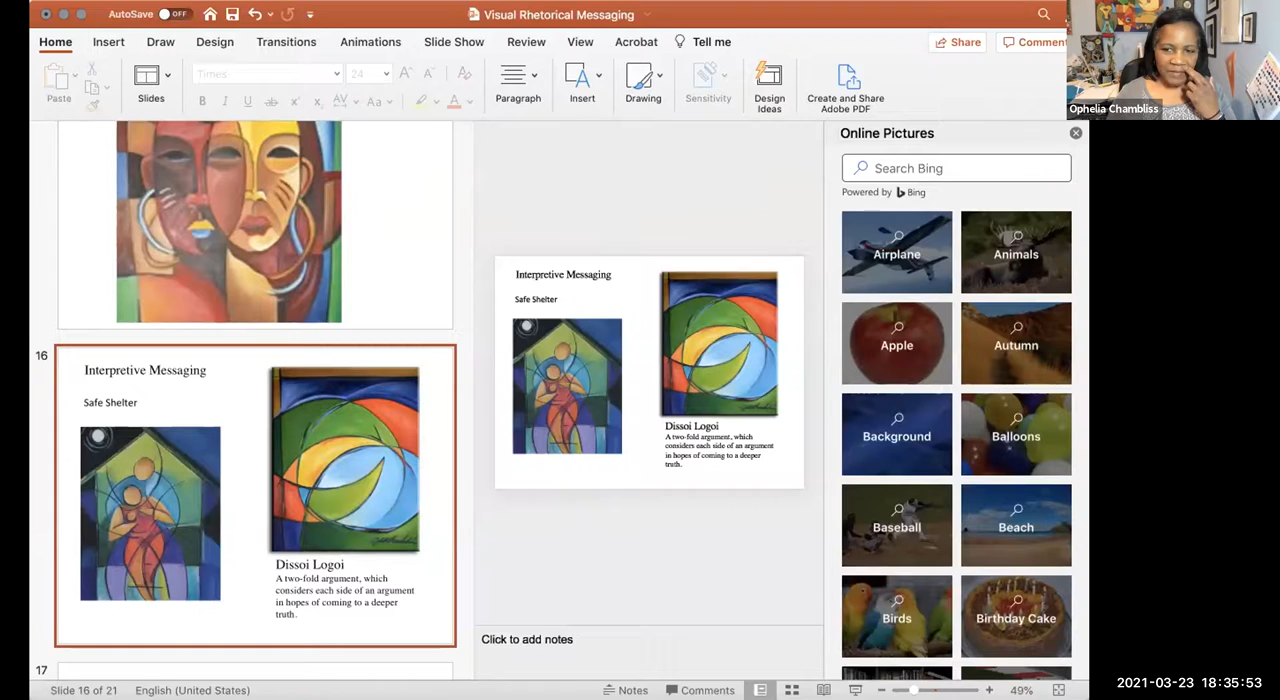 AutoSave OFF
Visual Rhetorical Messaging
Home Insert Draw Design Transitions Animations Slide Show Review View Acrobat Tell me
Share Comment
Ophelia Chambliss
Times 24
Paste Slides Paragraph Insert Drawing Sensitivity Design Ideas Create and Share Adobe PDF
Online Pictures
Search Bing
Powered by Bing
Airplane Animals
Apple Autumn
Background Balloons
Baseball Beach
Birds Birthday Cake
16
Interpretive Messaging
Safe Shelter
Dissoi Logoi
A two-fold argument, which
considers each side of an argument
in hopes of coming to a deeper
truth.
17
Interpretive Messaging
Safe Shelter
Dissoi Logoi
A two-fold argument, which
considers each side of an argument
in hopes of coming to a deeper
truth.
Click to add notes
Slide 16 of 21 English (United States) Notes Comments 49%
2021-03-23 18:35:53